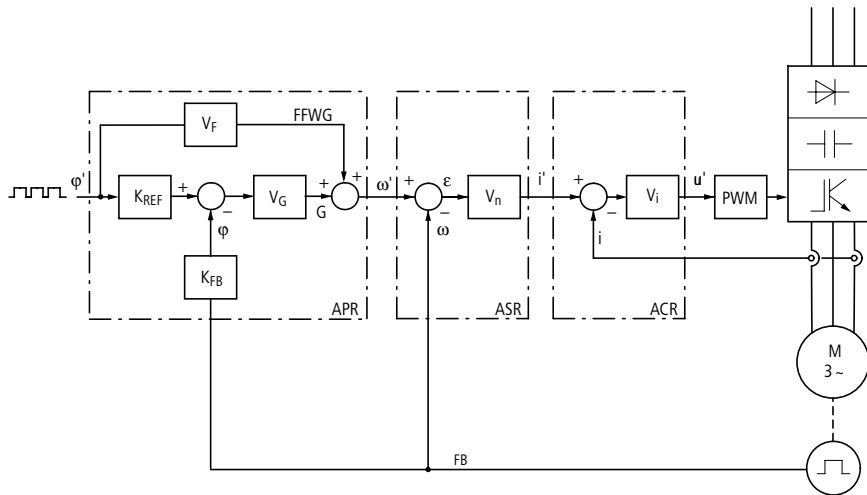 V_F
FFWG
φ'
K_REF
+
−
φ
V_G
+
G
+
ω'
+
ε
−
ω
V_n
i'
+
−
i
V_i
u'
PWM
K_FB
APR
ASR
ACR
M
3 ~
FB